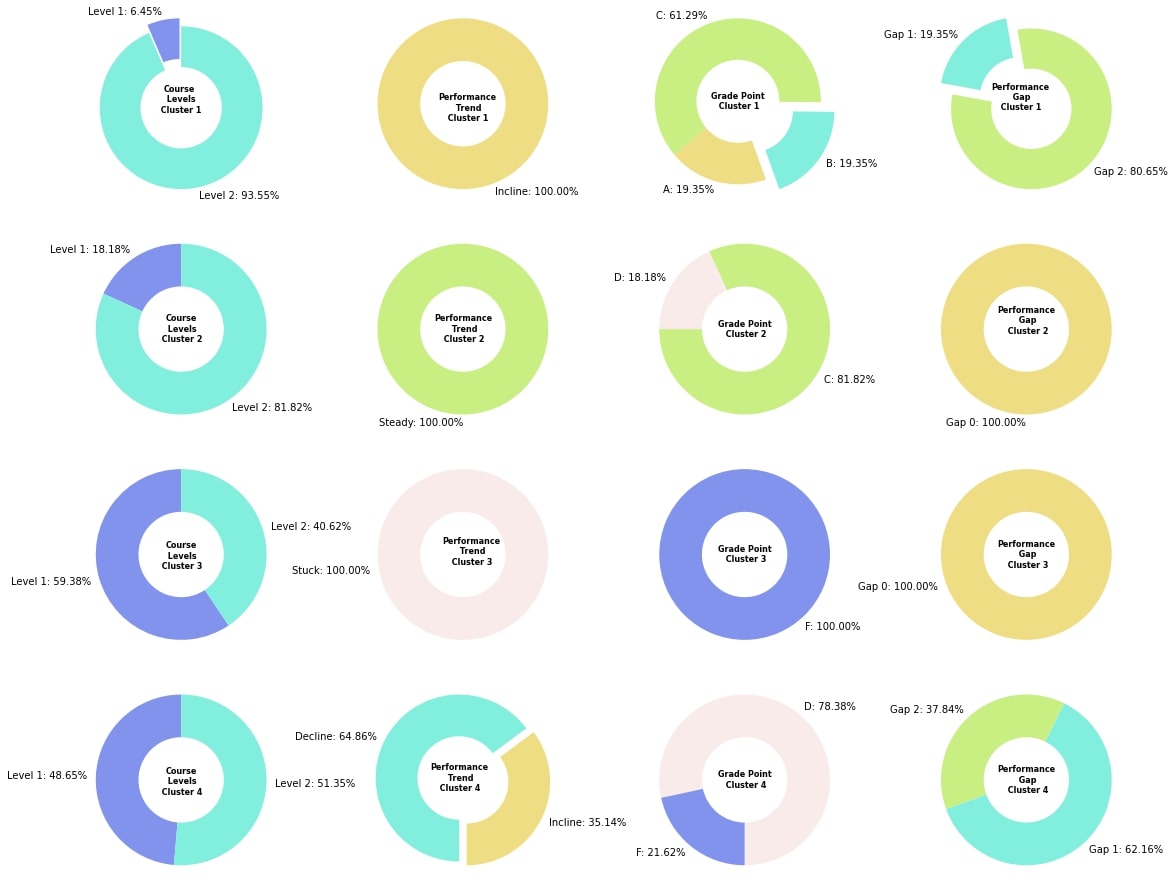 Level 1: 6.45%
Course
Levels
Cluster 1
Level 2: 93.55%
Performance
Trend
Cluster 1
Incline: 100.00%
C: 61.29%
Grade Point
Cluster 1
B: 19.35%
A: 19.35%
Gap 1: 19.35%
Performance
Gap
Cluster 1
Gap 2: 80.65%
Level 1: 18.18%
Course
Levels
Cluster 2
Level 2: 81.82%
Performance
Trend
Cluster 2
Steady: 100.00%
D: 18.18%
Grade Point
Cluster 2
C: 81.82%
Performance
Gap
Cluster 2
Gap 0: 100.00%
Level 2: 40.62%
Course
Levels
Cluster 3
Level 1: 59.38%
Performance
Trend
Cluster 3
Stuck: 100.00%
Grade Point
Cluster 3
F: 100.00%
Performance
Gap
Cluster 3
Gap 0: 100.00%
Level 1: 48.65%
Course
Levels
Cluster 4
Level 2: 51.35%
Decline: 64.86%
Performance
Trend
Cluster 4
Incline: 35.14%
D: 78.38%
Grade Point
Cluster 4
F: 21.62%
Gap 2: 37.84%
Performance
Gap
Cluster 4
Gap 1: 62.16%